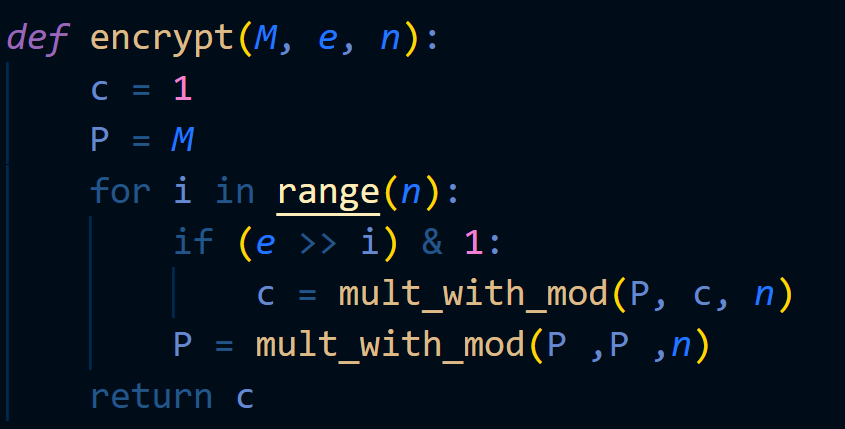 def encrypt(M, e, n):
    c = 1
    P = M
    for i in range(n):
        if (e >> i) & 1:
            c = mult_with_mod(P, c, n)
        P = mult_with_mod(P ,P ,n)
    return c